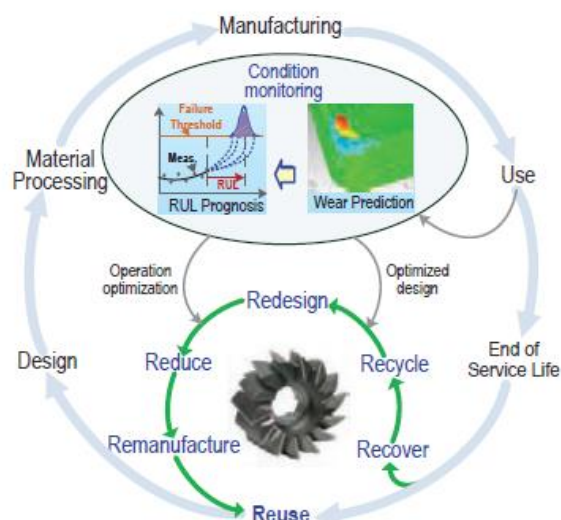 Manufacturing
Condition
monitoring
Failure
Threshold
Meas.
RUL
RUL Prognosis
Wear Prediction
Material
Processing
Use
Operation
optimization
Optimized
design
Redesign
Design
Reduce
Recycle
End of
Service Life
Remanufacture
Recover
Reuse